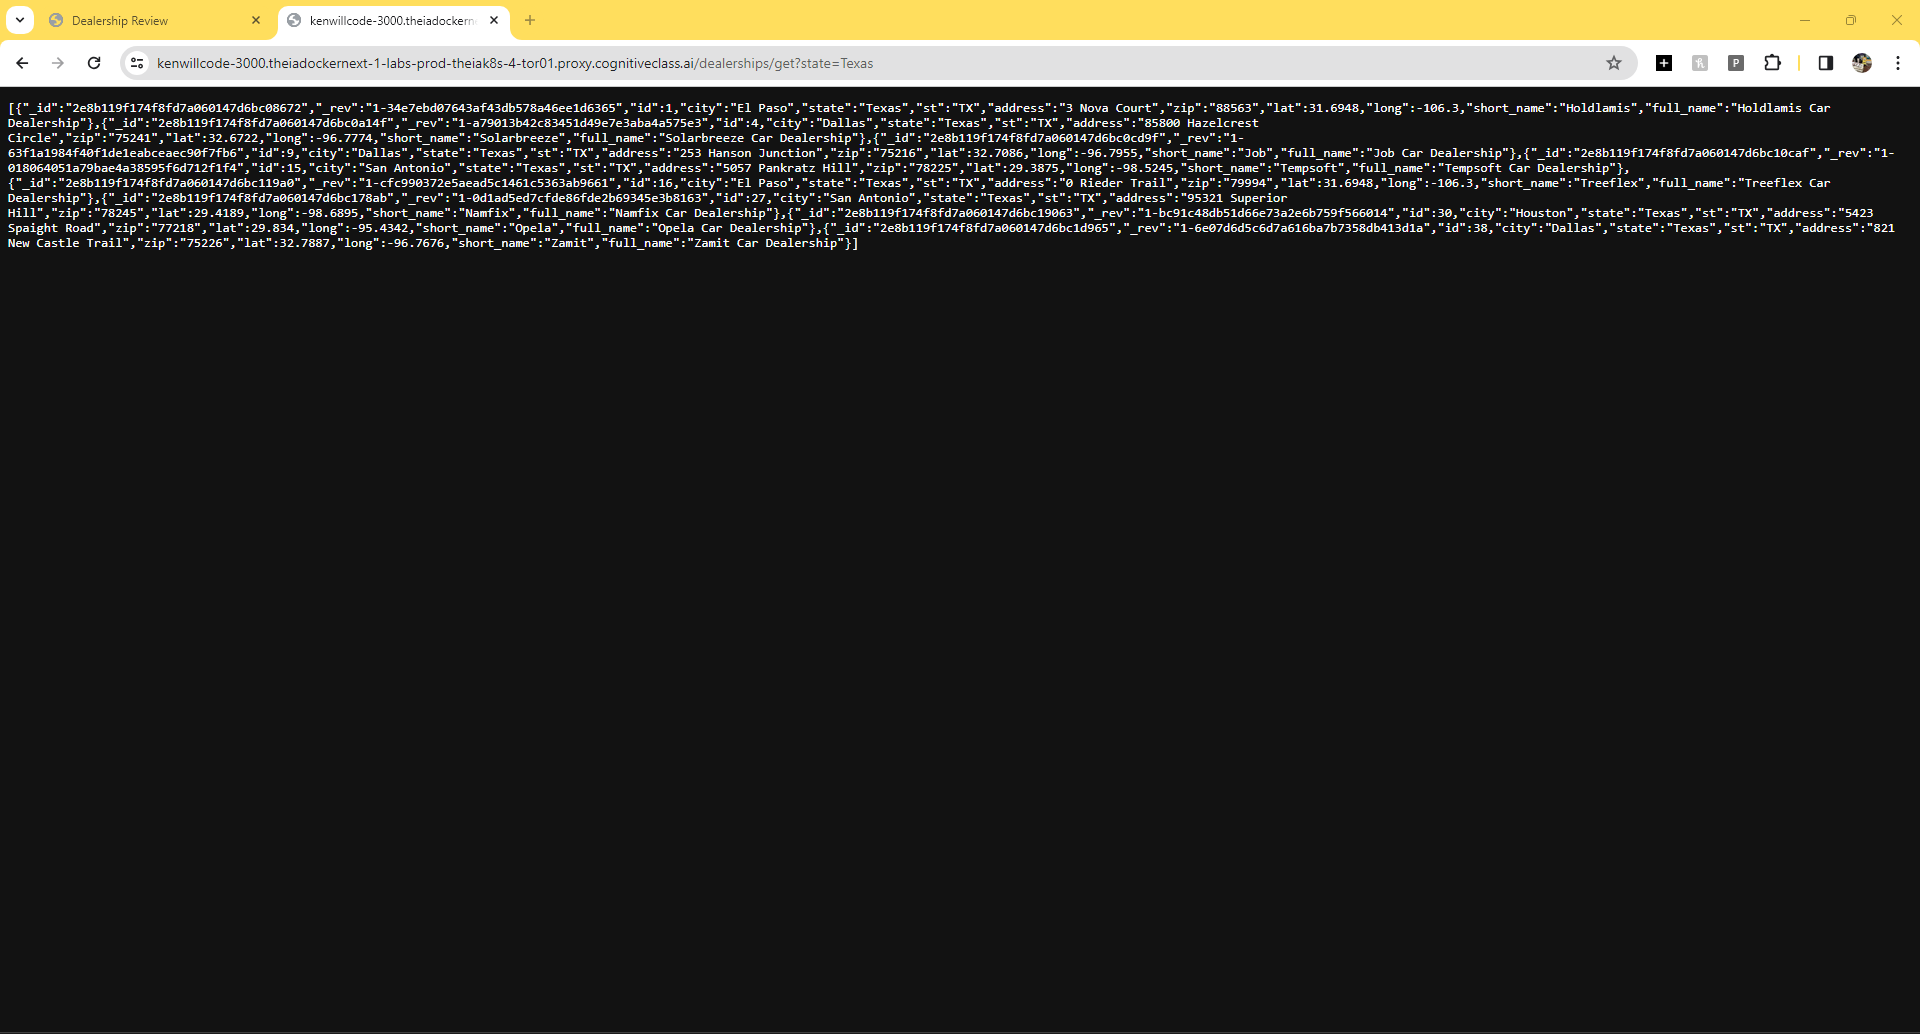 Dealership Review
kenwillcode-3000.theiadockerne
kenwillcode-3000.theiadockernext-1-labs-prod-theiak8s-4-tor01.proxy.cognitiveclass.ai/dealerships/get?state=Texas
[{"_id":"2e8b119f174f8fd7a060147d6bc08672","_rev":"1-34e7ebd07643af43db578a46ee1d6365","id":1,"city":"El Paso","state":"Texas","st":"TX","address":"3 Nova Court","zip":"88563","lat":31.6948,"long":-106.3,"short_name":"Holdlamis","full_name":"Holdlamis Car
Dealership"},{"_id":"2e8b119f174f8fd7a060147d6bc0a14f","_rev":"1-a79013b42c83451d49e7e3aba4a575e3","id":4,"city":"Dallas","state":"Texas","st":"TX","address":"85800 Hazelcrest
Circle","zip":"75241","lat":32.6722,"long":-96.7774,"short_name":"Solarbreeze","full_name":"Solarbreeze Car Dealership"},{"_id":"2e8b119f174f8fd7a060147d6bc0cd9f","_rev":"1-
63f1a1984f40f1de1eabceaec90f7fb6","id":9,"city":"Dallas","state":"Texas","st":"TX","address":"253 Hanson Junction","zip":"75216","lat":32.7086,"long":-96.7955,"short_name":"Job","full_name":"Job Car Dealership"},{"_id":"2e8b119f174f8fd7a060147d6bc10caf","_rev":"1-
018064051a79bae4a38595f6d712f1f4","id":15,"city":"San Antonio","state":"Texas","st":"TX","address":"5057 Pankratz Hill","zip":"78225","lat":29.3875,"long":-98.5245,"short_name":"Tempsoft","full_name":"Tempsoft Car Dealership"},
{"_id":"2e8b119f174f8fd7a060147d6bc119a0","_rev":"1-cfc990372e5aead5c1461c5363ab9661","id":16,"city":"El Paso","state":"Texas","st":"TX","address":"0 Rieder Trail","zip":"79994","lat":31.6948,"long":-106.3,"short_name":"Treeflex","full_name":"Treeflex Car
Dealership"},{"_id":"2e8b119f174f8fd7a060147d6bc178ab","_rev":"1-0d1ad5ed7cfde86fde2b69345e3b8163","id":27,"city":"San Antonio","state":"Texas","st":"TX","address":"95321 Superior
Hill","zip":"78245","lat":29.4189,"long":-98.6895,"short_name":"Namfix","full_name":"Namfix Car Dealership"},{"_id":"2e8b119f174f8fd7a060147d6bc19063","_rev":"1-bc91c48db51d66e73a2e6b759f566014","id":30,"city":"Houston","state":"Texas","st":"TX","address":"5423
Spaight Road","zip":"77218","lat":29.834,"long":-95.4342,"short_name":"Opela","full_name":"Opela Car Dealership"},{"_id":"2e8b119f174f8fd7a060147d6bc1d965","_rev":"1-6e07d6d5c6d7a616ba7b7358db413d1a","id":38,"city":"Dallas","state":"Texas","st":"TX","address":"821
New Castle Trail","zip":"75226","lat":32.7887,"long":-96.7676,"short_name":"Zamit","full_name":"Zamit Car Dealership"}]